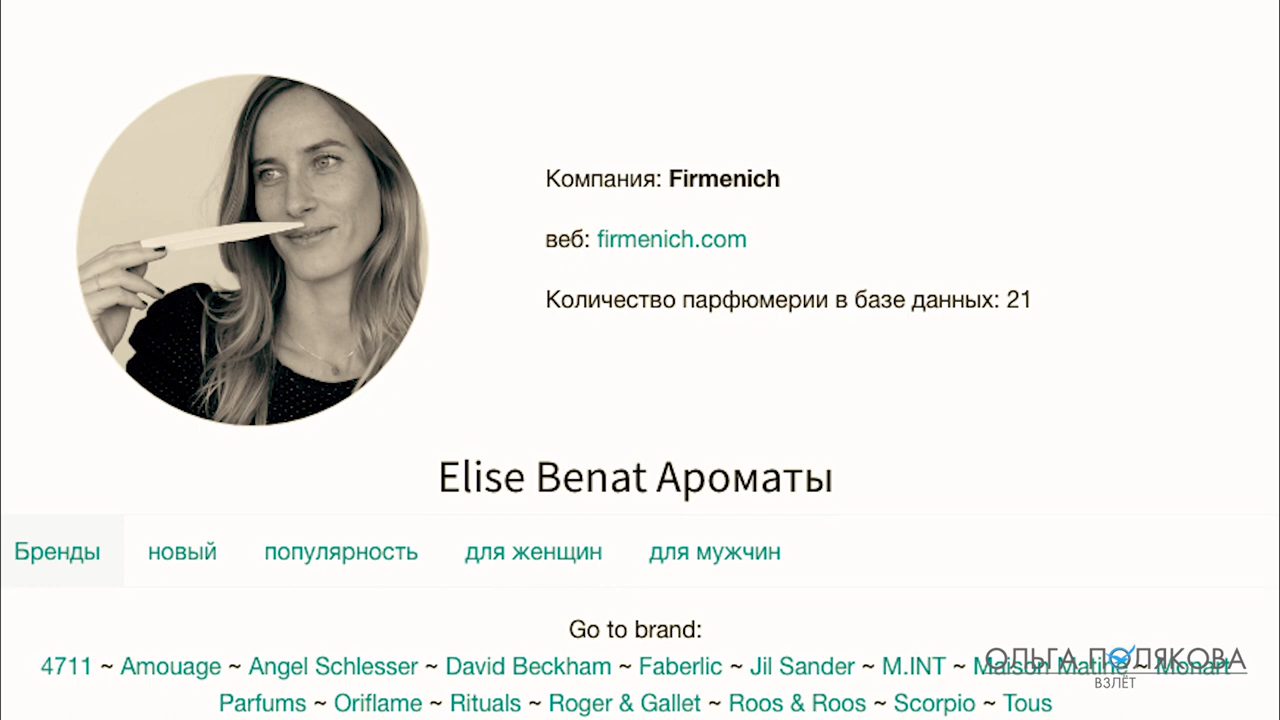 Компания: Firmenich
веб: firmenich.com
Количество парфюмерии в базе данных: 21
Elise Benat Ароматы
Бренды новый популярность для женщин для мужчин
Go to brand:
4711 ~ Amouage ~ Angel Schlesser ~ David Beckham ~ Faberlic ~ Jil Sander ~ M.INT ~ Maison Matine ~ Monart
Parfums ~ Oriflame ~ Rituals ~ Roger & Gallet ~ Roos & Roos ~ Scorpio ~ Tous
ОЛЬГА ПОЛЯКОВА
ВЗЛЁТ